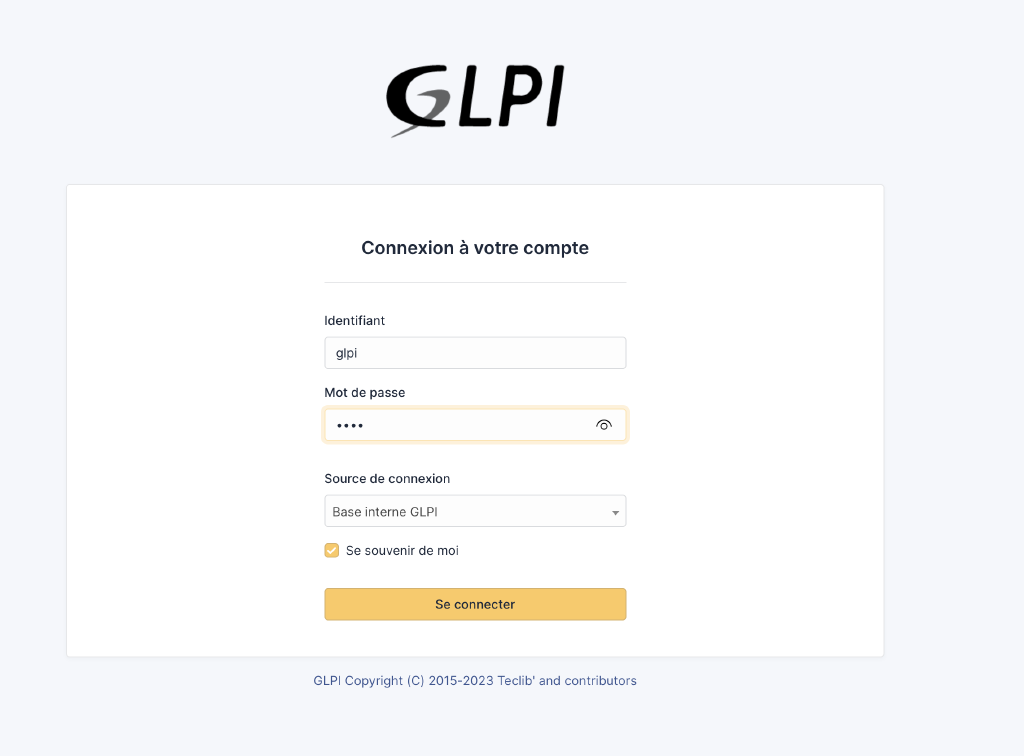 GLPI
Connexion à votre compte
Identifiant
glpi
Mot de passe
••••
Source de connexion
Base interne GLPI
Se souvenir de moi
Se connecter
GLPI Copyright (C) 2015-2023 Teclib' and contributors